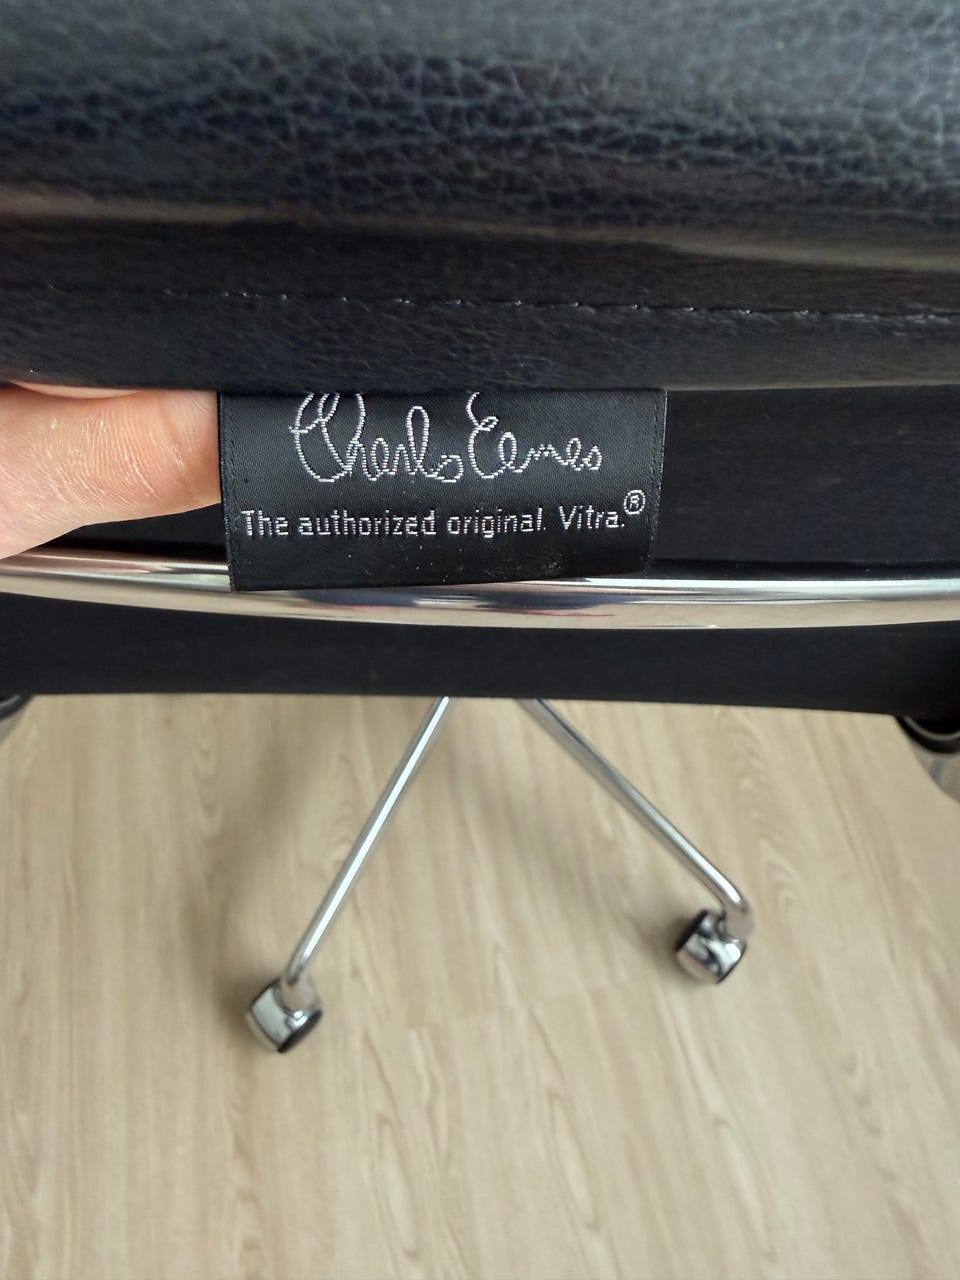 Charles Eames
The authorized original. Vitra.®